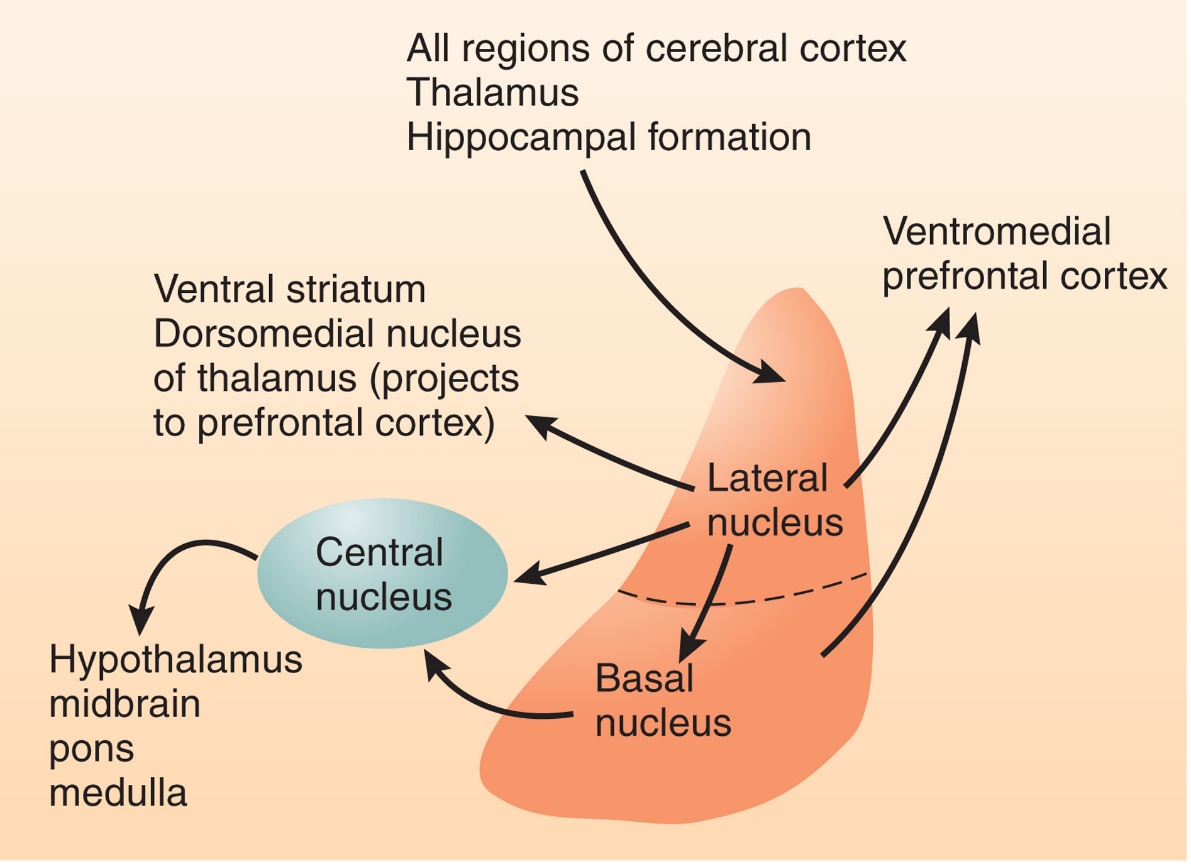 All regions of cerebral cortex
Thalamus
Hippocampal formation
Ventromedial
prefrontal cortex
Ventral striatum
Dorsomedial nucleus
of thalamus (projects
to prefrontal cortex)
Lateral
nucleus
Central
nucleus
Hypothalamus
midbrain
pons
medulla
Basal
nucleus